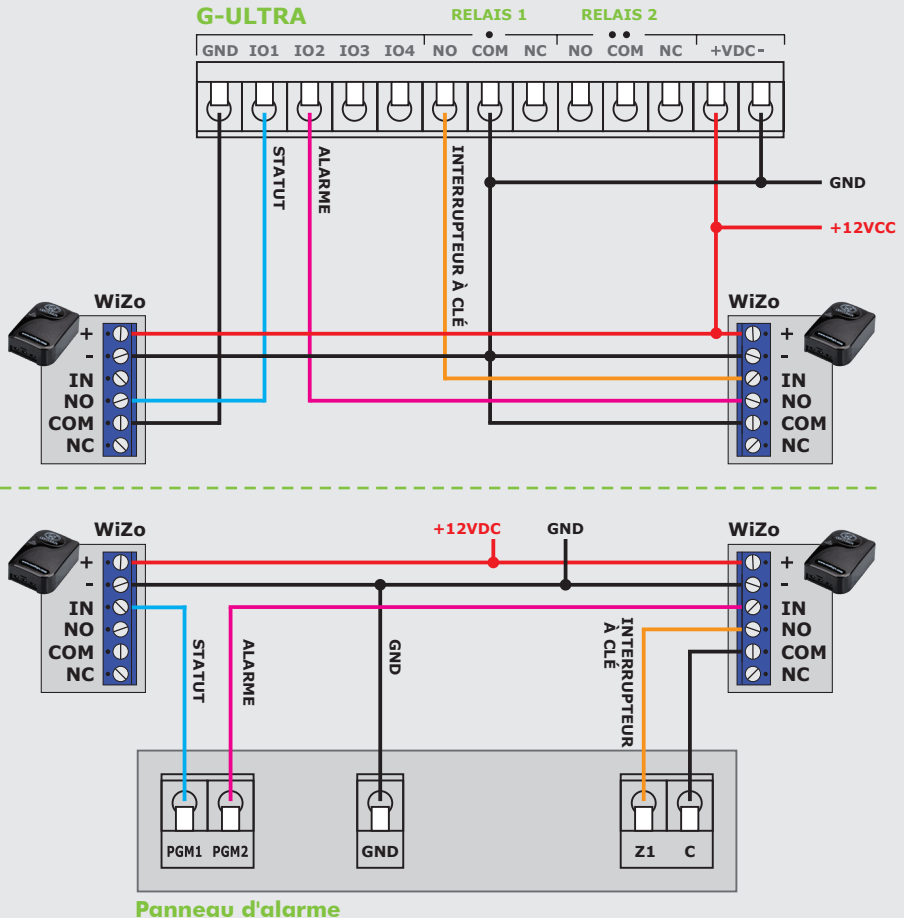 G-ULTRA
RELAIS 1
RELAIS 2
GND IO1 IO2 IO3 IO4 NO COM NC NO COM NC +VDC-
STATUT
ALARME
INTERRUPTEUR À CLÉ
GND
+12VCC
WiZo
+
-
IN
NO
COM
NC
WiZo
+
-
IN
NO
COM
NC
WiZo
+
-
IN
NO
COM
NC
+12VDC
GND
WiZo
+
-
IN
NO
COM
NC
STATUT
ALARME
GND
INTERRUPTEUR
À CLÉ
PGM1 PGM2
GND
Z1 C
Panneau d'alarme